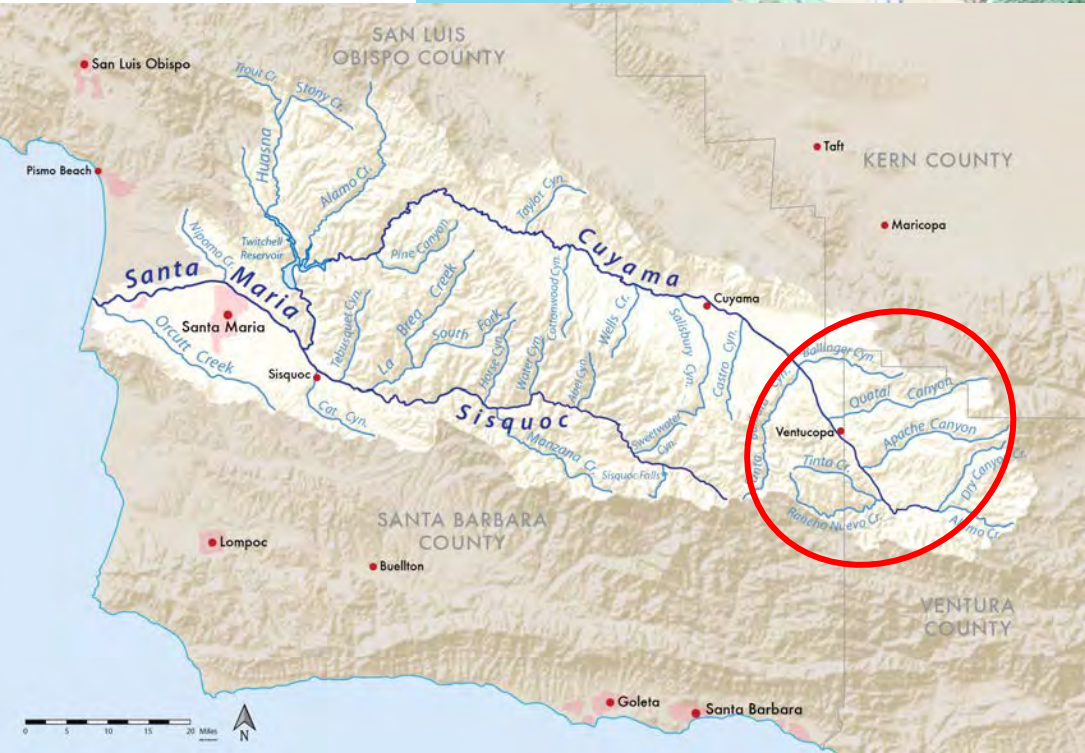 SAN LUIS
OBISPO COUNTY
San Luis Obispo
Trout Cr.
Stony Cr.
Taft
KERN COUNTY
Pismo Beach
Huasna
Alamo Cr.
Taylor Cyn.
Maricopa
Nipomo Cr.
Twitchell
Reservoir
Pine Canyon
Cuyama
Santa
Maria
Cottonwood Cyn.
Cuyama
Santa Maria
Tebusquet Cyn.
La
Brea Creek
South Fork
Wells Cr.
Salisbury Cyn.
Castro Cyn.
Orcutt Creek
Horse Cyn.
Water Cyn.
Abel Cyn.
Ballinger Cyn.
Cyn.
Quatal Canyon
Sisquoc
Cat Cyn.
Sisquoc
Sweetwater
Cyn.
Ventucopa
Apache Canyon
Manzana Cr.
Sisquoc Falls
Tinta Cr.
Dry Canyon Cr.
Rancho Nuevo Cr.
Alamo Cr.
SANTA BARBARA
COUNTY
Lompoc
Buellton
VENTURA
COUNTY
Goleta
Santa Barbara
0 5 10 15 20 Miles
N